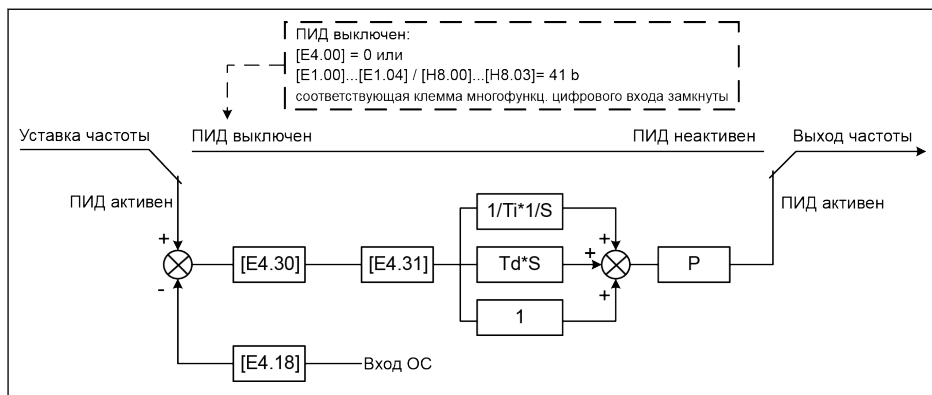 ПИД выключен:
[E4.00] = 0 или
[E1.00]...[E1.04] / [H8.00]...[H8.03]= 41 b
соответствующая клемма многофункц. цифрового входа замкнуты
Уставка частоты
ПИД выключен
ПИД неактивен
Выход частоты
ПИД активен
ПИД активен
1/Ti*1/S
+
+
[E4.30]
[E4.31]
Td*S
+
P
-
+
1
[E4.18]
Вход ОС